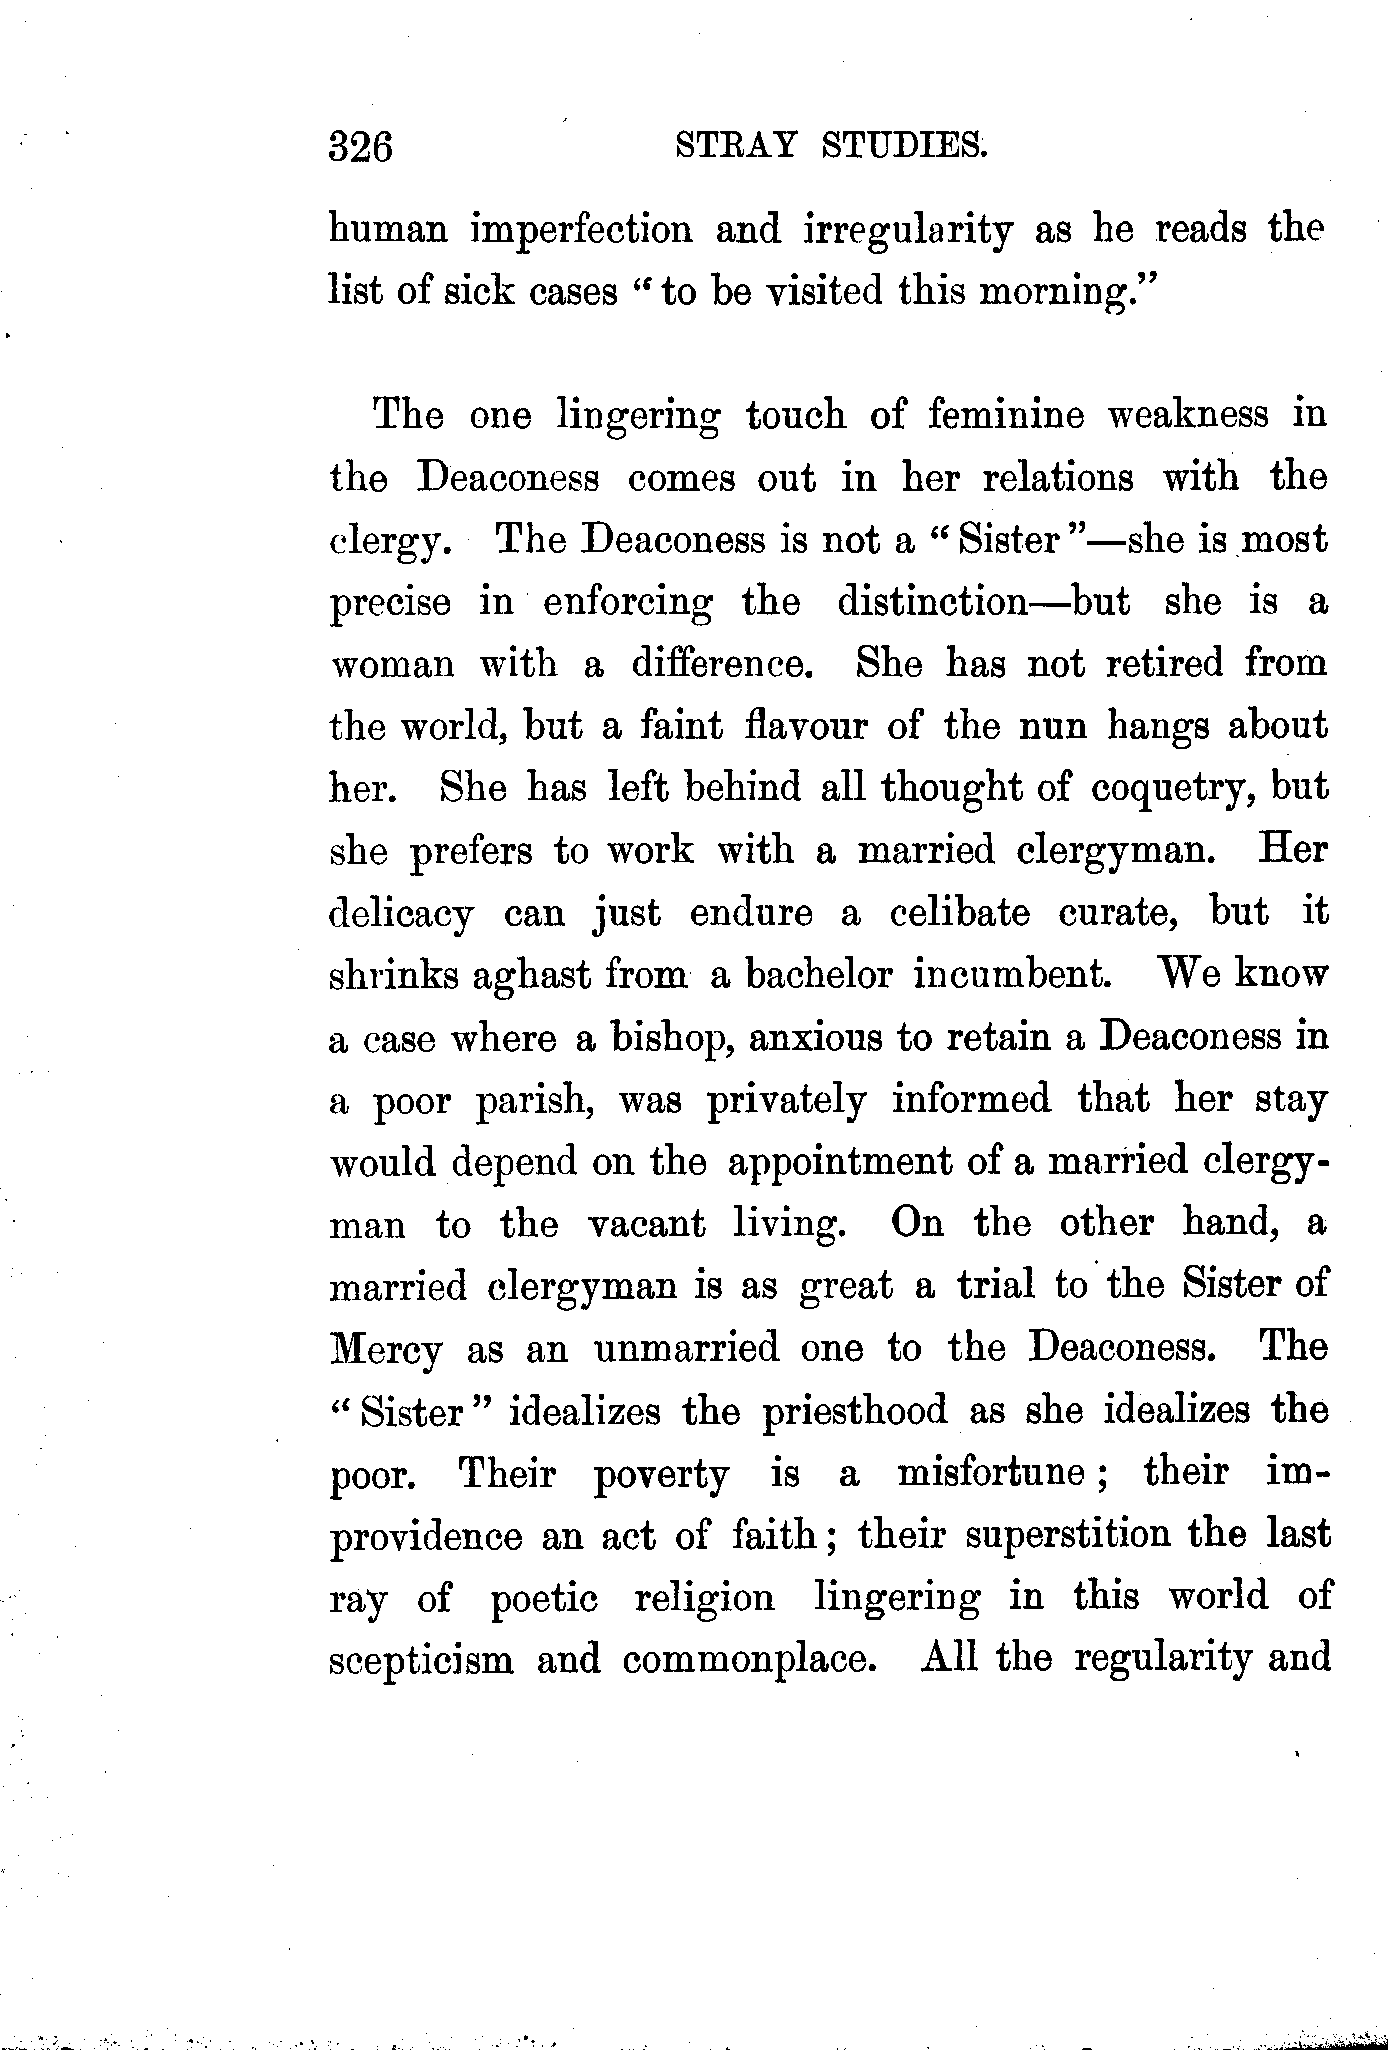 326 STRAY STUDIES.
human imperfection and irregularity as he reads the
list of sick cases “to be visited this morning.”
The one lingering touch of feminine weakness in
the Deaconess comes out in her relations with the
clergy. The Deaconess is not a “Sister”—she is most
precise in enforcing the distinction—but she is a
woman with a difference. She has not retired from
the world, but a faint flavour of the nun hangs about
her. She has left behind all thought of coquetry, but
she prefers to work with a married clergyman. Her
delicacy can just endure a celibate curate, but it
shrinks aghast from a bachelor incumbent. We know
a case where a bishop, anxious to retain a Deaconess in
a poor parish, was privately informed that her stay
would depend on the appointment of a married clergy-
man to the vacant living. On the other hand, a
married clergyman is as great a trial to the Sister of
Mercy as an unmarried one to the Deaconess. The
“Sister” idealizes the priesthood as she idealizes the
poor. Their poverty is a misfortune; their im-
providence an act of faith; their superstition the last
ray of poetic religion lingering in this world of
scepticism and commonplace. All the regularity and